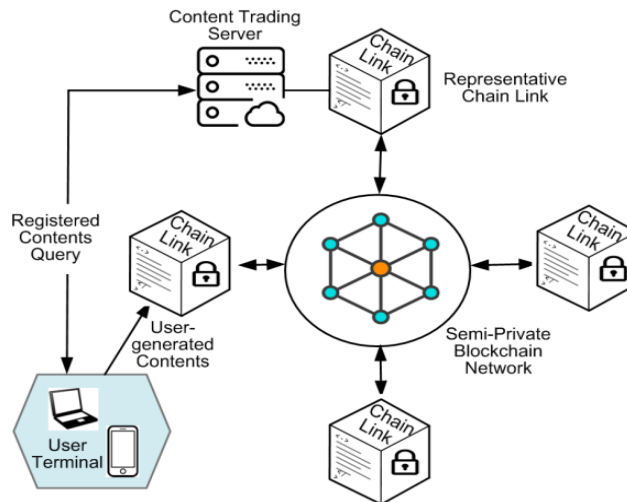 Content Trading
Server
Chain
Link
Representative
Chain Link
Registered
Contents
Query
Chain
Link
Chain
Link
User-
generated
Contents
Semi-Private
Blockchain
Network
User
Terminal
Chain
Link